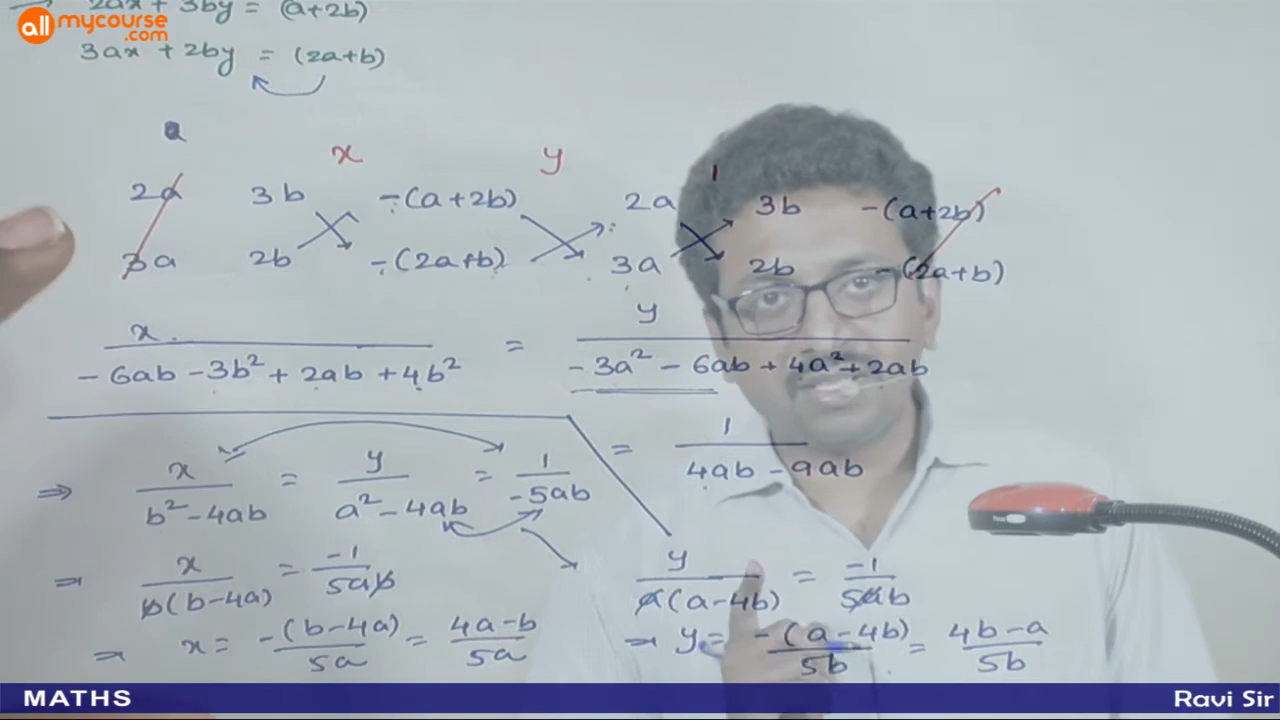 all mycourse .com
2ax + 3by = (a+2b)
3ax + 2by = (2a+b)
x y 1
2a 3b -(a+2b) 2a 3b -(a+2b)
3a 2b -(2a+b) 3a 2b -(2a+b)
x / (-6ab - 3b² + 2ab + 4b²) = y / (-3a² - 6ab + 4a² + 2ab)
= 1 / (4ab - 9ab)
⇒ x / (b² - 4ab) = y / (a² - 4ab) = 1 / (-5ab)
⇒ x / (b(b-4a)) = -1 / (5ab)
y / (a(a-4b)) = -1 / (5ab)
⇒ x = -(b-4a) / 5a = (4a-b) / 5a
⇒ y = -(a-4b) / 5b = (4b-a) / 5b
MATHS
Ravi Sir